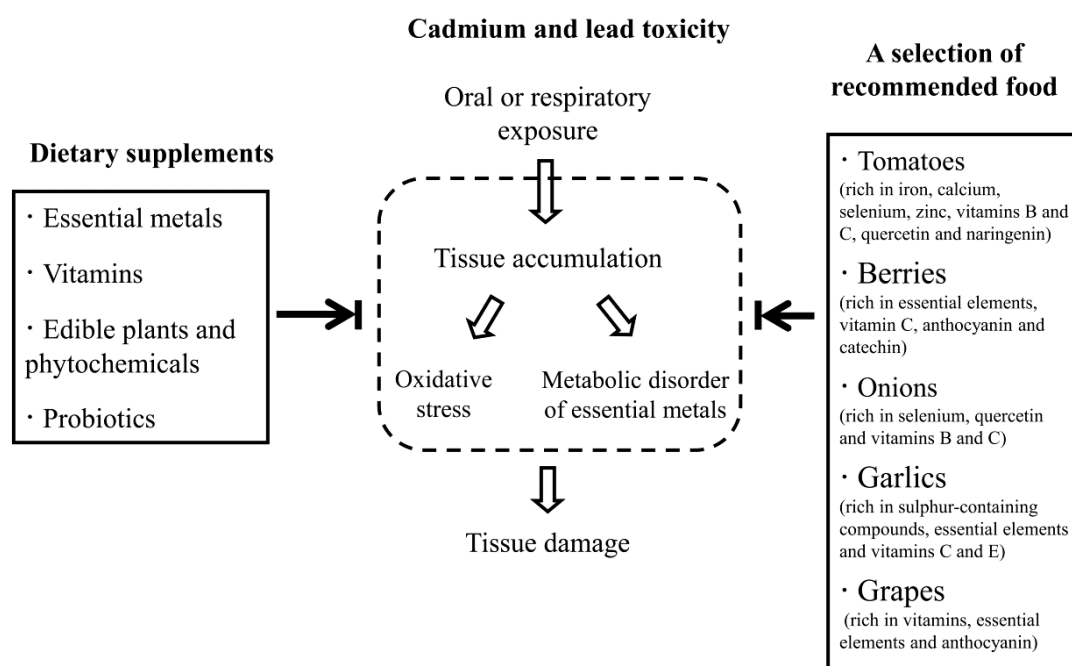 Cadmium and lead toxicity
Oral or respiratory
exposure
Tissue accumulation
Oxidative
stress
Metabolic disorder
of essential metals
Tissue damage
Dietary supplements
· Essential metals
· Vitamins
· Edible plants and
phytochemicals
· Probiotics
A selection of
recommended food
· Tomatoes
(rich in iron, calcium,
selenium, zinc, vitamins B and
C, quercetin and naringenin)
· Berries
(rich in essential elements,
vitamin C, anthocyanin and
catechin)
· Onions
(rich in selenium, quercetin
and vitamins B and C)
· Garlics
(rich in sulphur-containing
compounds, essential elements
and vitamins C and E)
· Grapes
(rich in vitamins, essential
elements and anthocyanin)